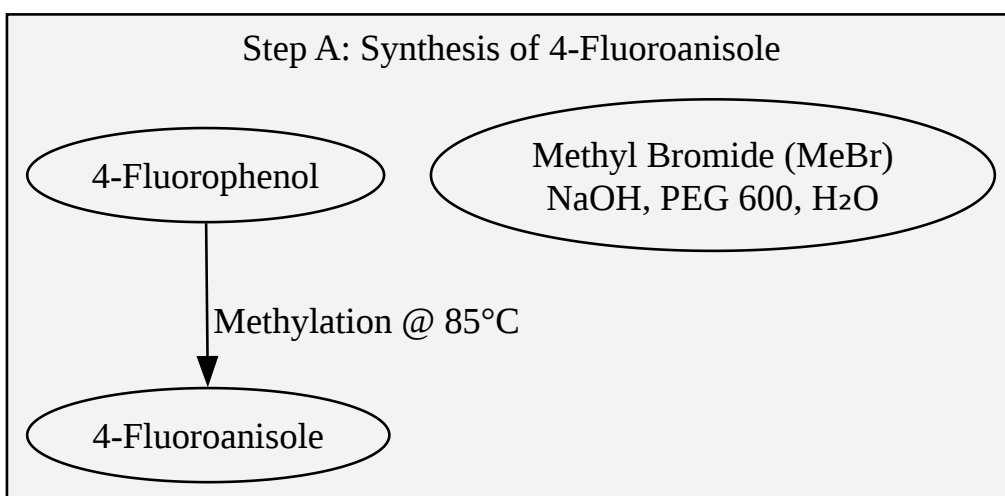 Step A: Synthesis of 4-Fluoroanisole
4-Fluorophenol
Methyl Bromide (MeBr)
NaOH, PEG 600, H₂O
Methylation @ 85°C
4-Fluoroanisole